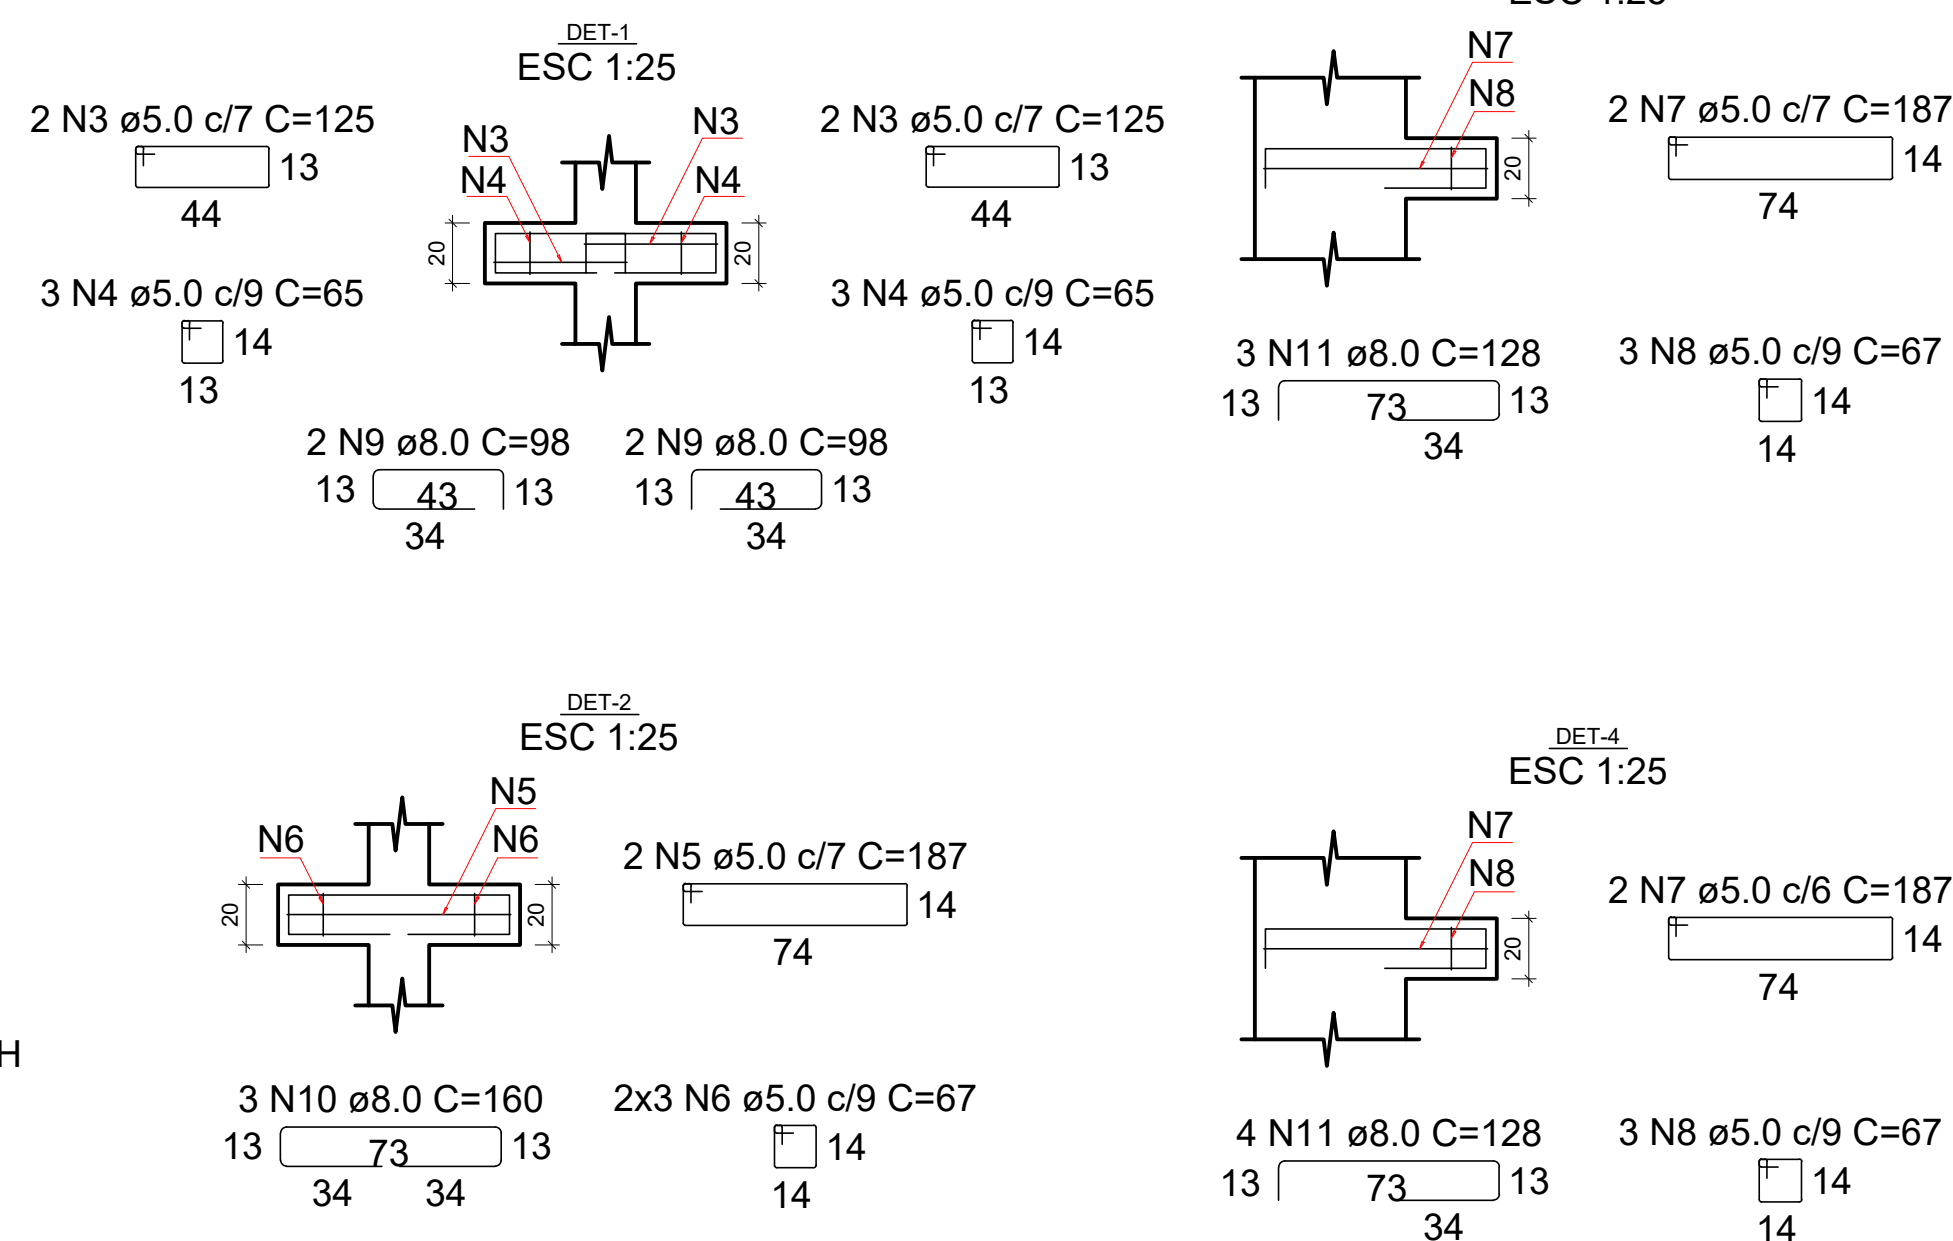 DET-1
ESC 1:25
2 N3 ø5.0 c/7 C=125
13
44
3 N4 ø5.0 c/9 C=65
14
13
N3
N4
N3
N4
20
20
2 N3 ø5.0 c/7 C=125
13
44
3 N4 ø5.0 c/9 C=65
14
13
2 N9 ø8.0 C=98
13
43
13
34
2 N9 ø8.0 C=98
13
43
13
34
N7
N8
20
2 N7 ø5.0 c/7 C=187
14
74
3 N11 ø8.0 C=128
13
73
13
34
3 N8 ø5.0 c/9 C=67
14
14
DET-2
ESC 1:25
N5
N6
N6
20
20
2 N5 ø5.0 c/7 C=187
14
74
H
3 N10 ø8.0 C=160
13
73
13
34 34
2x3 N6 ø5.0 c/9 C=67
14
14
DET-4
ESC 1:25
N7
N8
20
2 N7 ø5.0 c/6 C=187
14
74
4 N11 ø8.0 C=128
13
73
13
34
3 N8 ø5.0 c/9 C=67
14
14